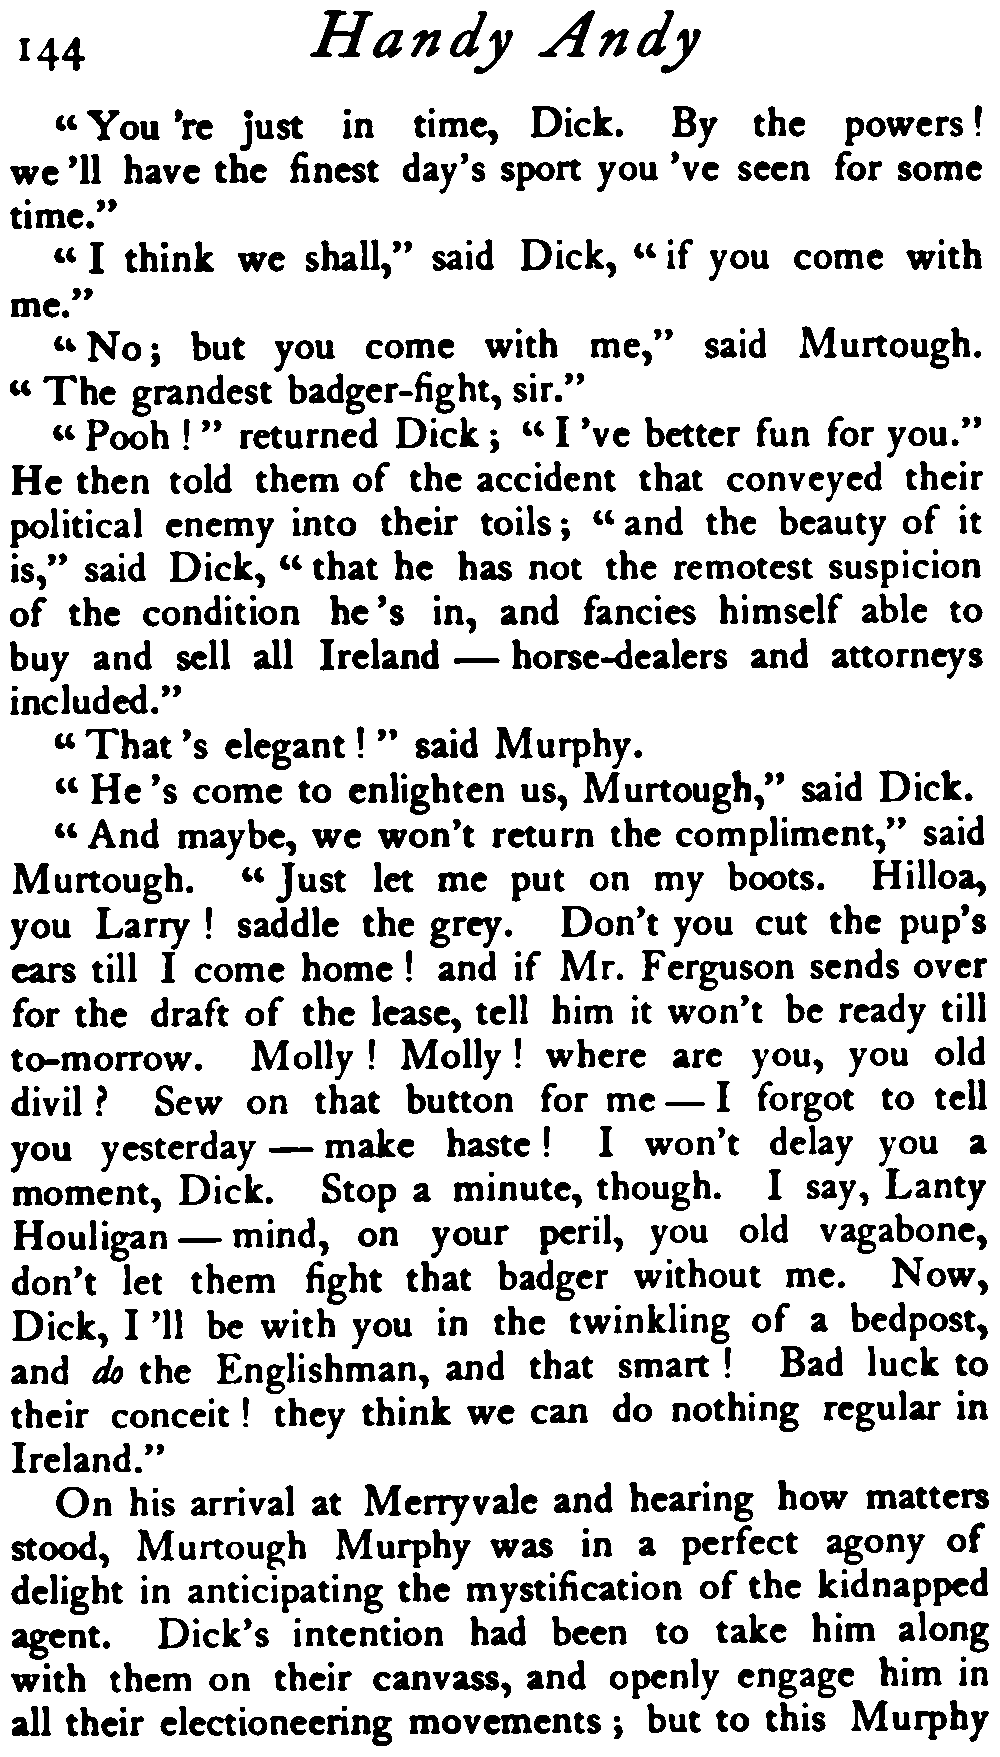 144 Handy Andy
“You 're just in time, Dick. By the powers!
we 'll have the finest day's sport you 've seen for some
time.”
“I think we shall,” said Dick, “if you come with
me.”
“No; but you come with me,” said Murtough.
“The grandest badger-fight, sir.”
“Pooh!” returned Dick; “I 've better fun for you.”
He then told them of the accident that conveyed their
political enemy into their toils; “and the beauty of it
is,” said Dick, “that he has not the remotest suspicion
of the condition he 's in, and fancies himself able to
buy and sell all Ireland — horse-dealers and attorneys
included.”
“That 's elegant!” said Murphy.
“He 's come to enlighten us, Murtough,” said Dick.
“And maybe, we won't return the compliment,” said
Murtough. “Just let me put on my boots. Hilloa,
you Larry! saddle the grey. Don't you cut the pup's
ears till I come home! and if Mr. Ferguson sends over
for the draft of the lease, tell him it won't be ready till
to-morrow. Molly! Molly! where are you, you old
divil? Sew on that button for me — I forgot to tell
you yesterday — make haste! I won't delay you a
moment, Dick. Stop a minute, though. I say, Lanty
Houligan — mind, on your peril, you old vagabone,
don't let them fight that badger without me. Now,
Dick, I 'll be with you in the twinkling of a bedpost,
and do the Englishman, and that smart! Bad luck to
their conceit! they think we can do nothing regular in
Ireland.”
On his arrival at Merryvale and hearing how matters
stood, Murtough Murphy was in a perfect agony of
delight in anticipating the mystification of the kidnapped
agent. Dick's intention had been to take him along
with them on their canvass, and openly engage him in
all their electioneering movements; but to this Murphy